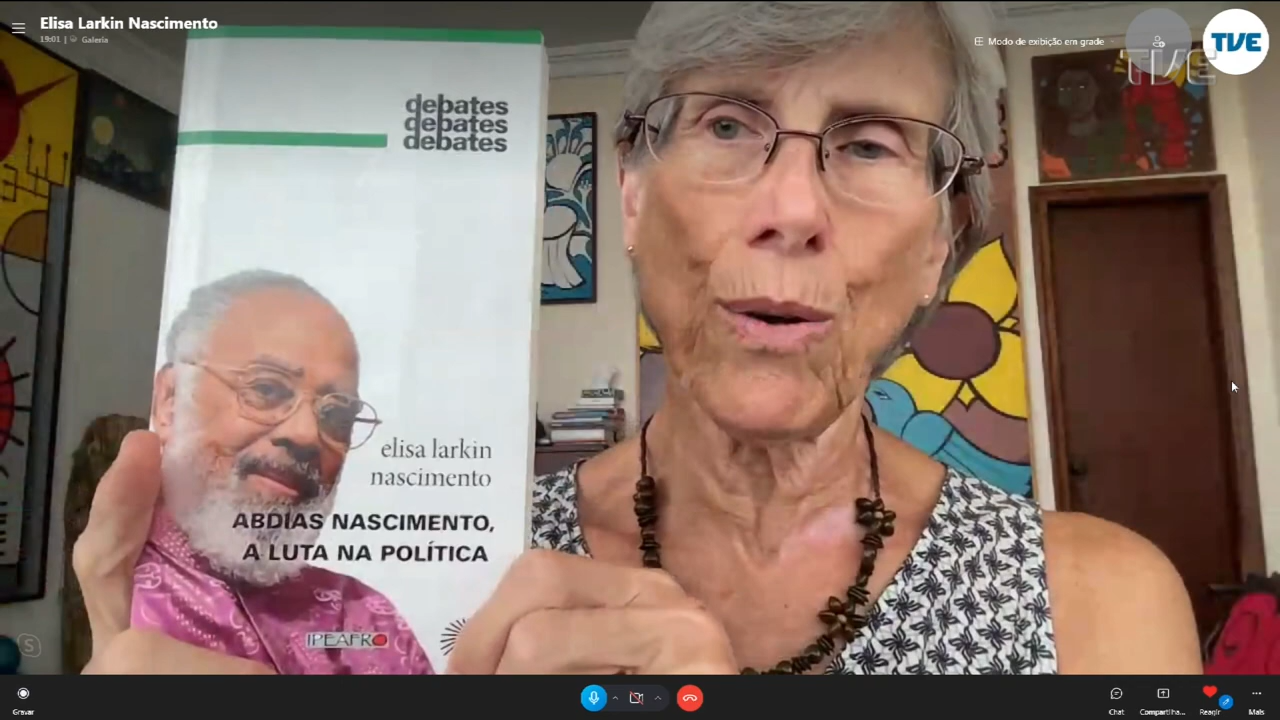 Elisa Larkin Nascimento
19:01 | Galeria
Modo de exibição em grade
TVE
TVE
debates
debates
debates
elisa larkin
nascimento
ABDIAS NASCIMENTO,
A LUTA NA POLÍTICA
IPEAFRO
Gravar
Chat
Compartilha...
Reagir
Mais